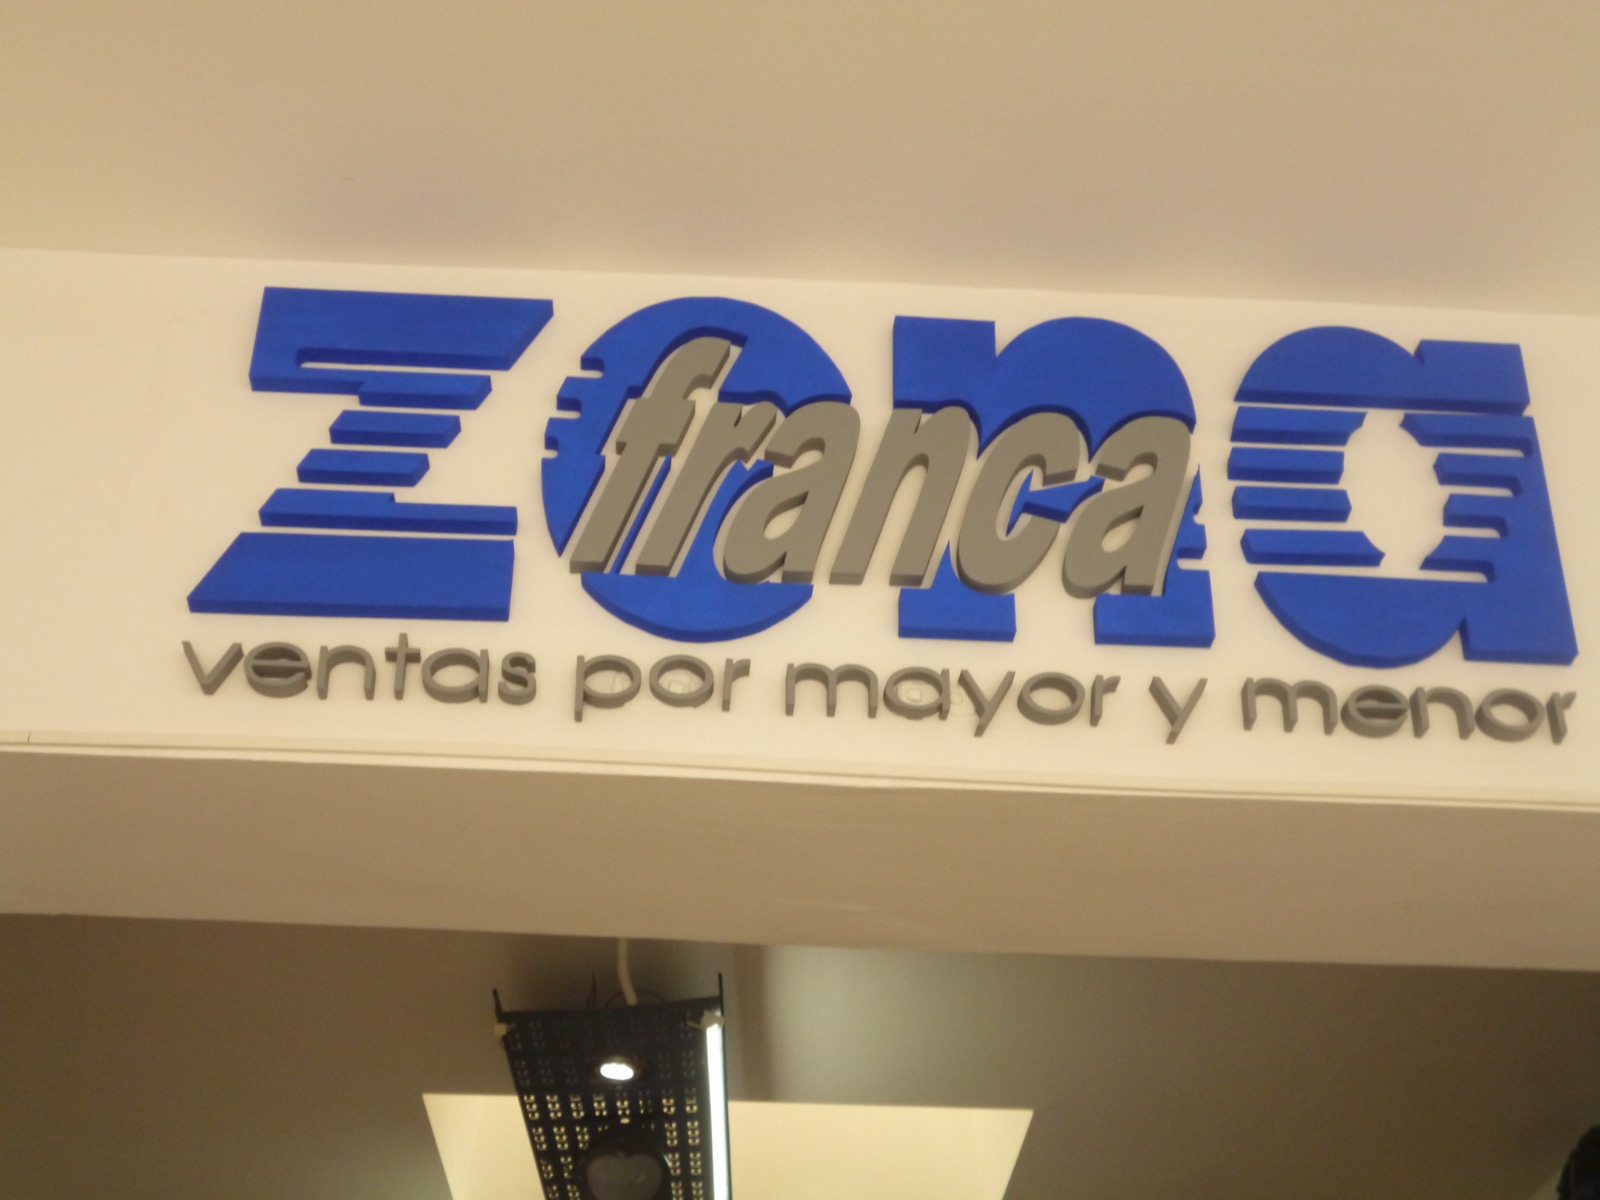 zona
franca
ventas por mayor y menor